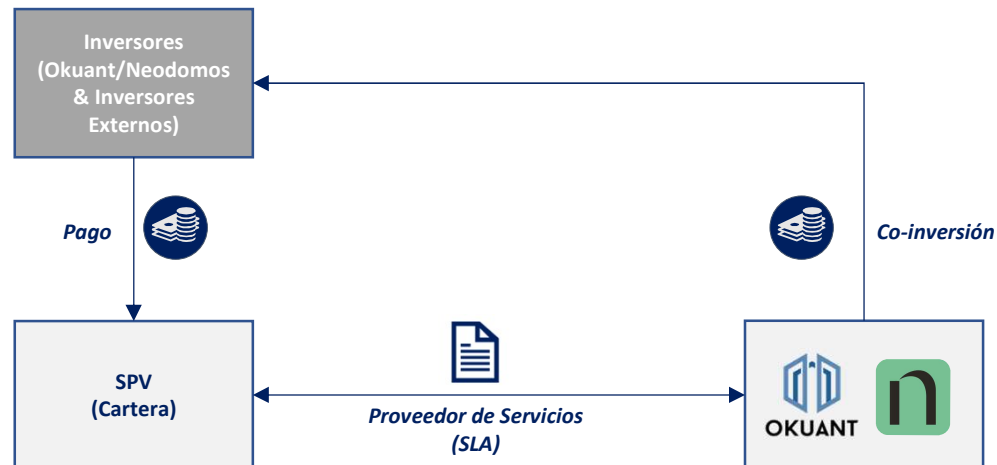 Inversores
(Okuant/Neodomos
& Inversores
Externos)
Pago
Co-inversión
SPV
(Cartera)
Proveedor de Servicios
(SLA)
OKUANT
n